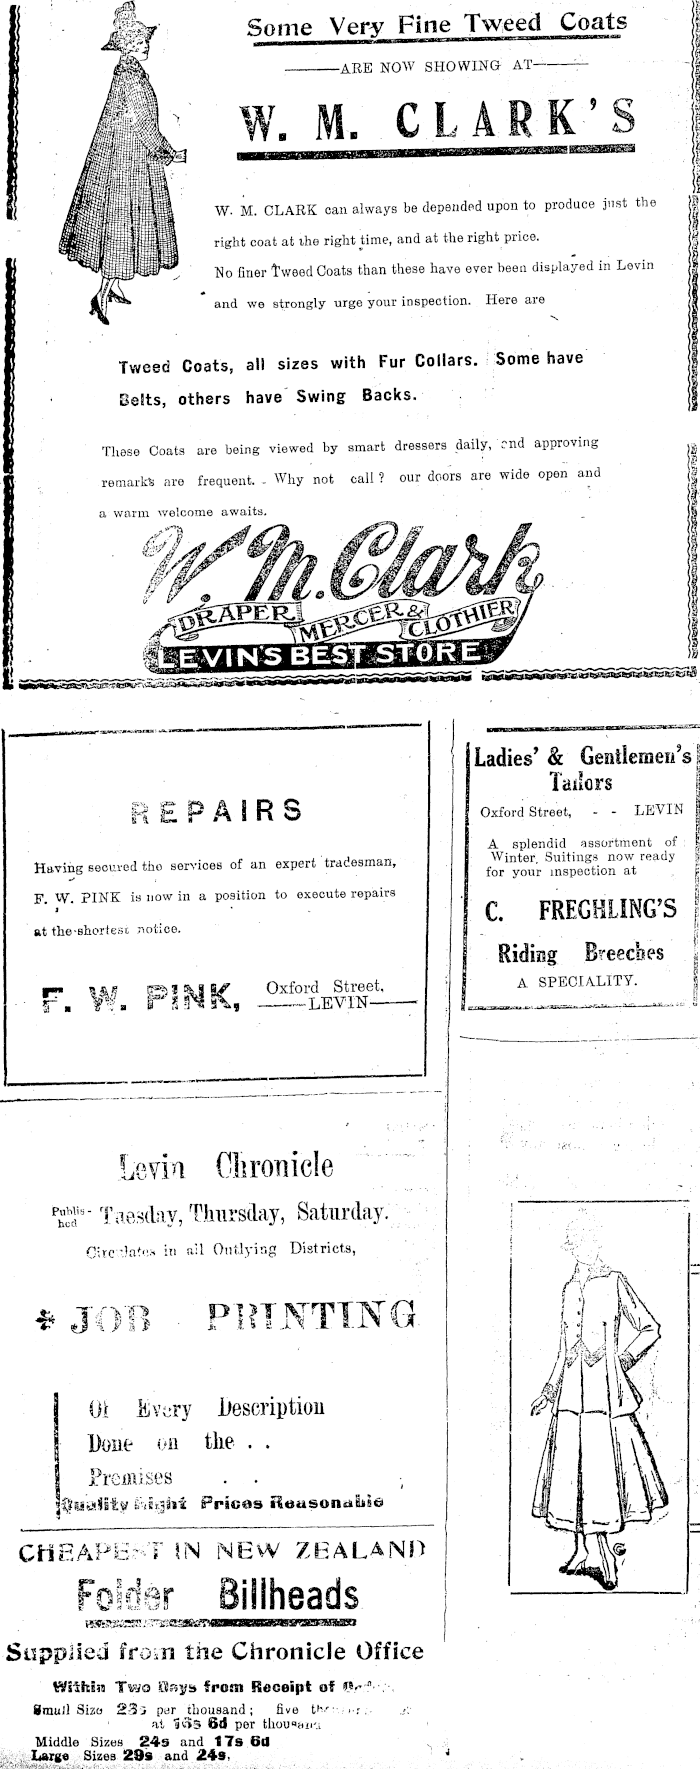 Some Very Fine Tweed Coats
ARE NOW SHOWING AT
W. M. CLARK'S
W. M. CLARK can always be depended upon to produce just the
right coat at the right time, and at the right price.
No finer Tweed Coats than these have ever been displayed in Levin
and we strongly urge your inspection. Here are
Tweed Coats, all sizes with Fur Collars. Some have
Belts, others have Swing Backs.
These Coats are being viewed by smart dressers daily, and approving
remarks are frequent. Why not call? our doors are wide open and
a warm welcome awaits.
W. M. Clark
DRAPER MERCER & CLOTHIER
LEVIN'S BEST STORE
REPAIRS
Having secured the services of an expert tradesman,
F. W. PINK is now in a position to execute repairs
at the shortest notice.
F. W. PINK,
Oxford Street,
LEVIN
Ladies' & Gentlemen's
Tailors
Oxford Street, - - LEVIN
A splendid assortment of
Winter Suitings now ready
for your inspection at
C. FREGHLING'S
Riding Breeches
A SPECIALITY.
Levin Chronicle
Published Tuesday, Thursday, Saturday.
Circulates in all Outlying Districts,
JOB PRINTING
Of Every Description
Done on the . .
Premises . .
Quality Right Prices Reasonable
CHEAPEST IN NEW ZEALAND
Folder Billheads
Supplied from the Chronicle Office
Within Two Days from Receipt of
Small Size per thousand; five
at 6d per thousand
Middle Sizes 24s and 17s 6d
Large Sizes 29s and 24s.